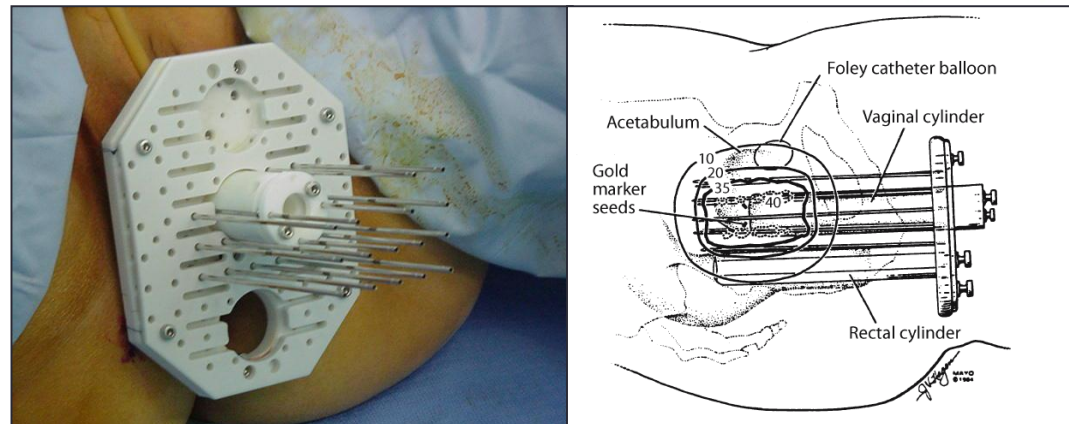 Foley catheter balloon
Vaginal cylinder
Acetabulum
10
20
35
Gold
marker
seeds
40
Rectal cylinder
MAYO
©1984